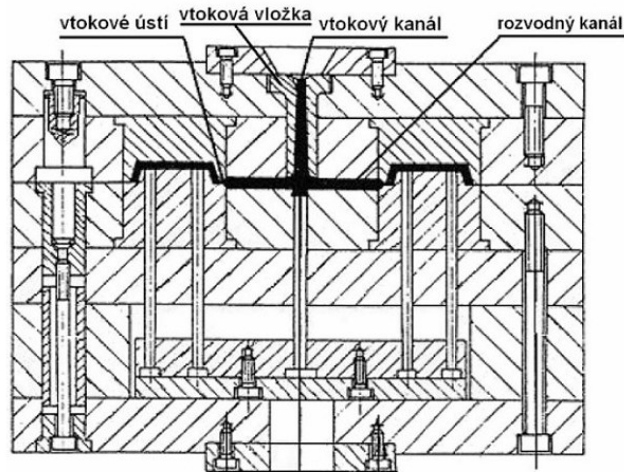 vtoková vložka
vtokové ústí
vtokový kanál
rozvodný kanál